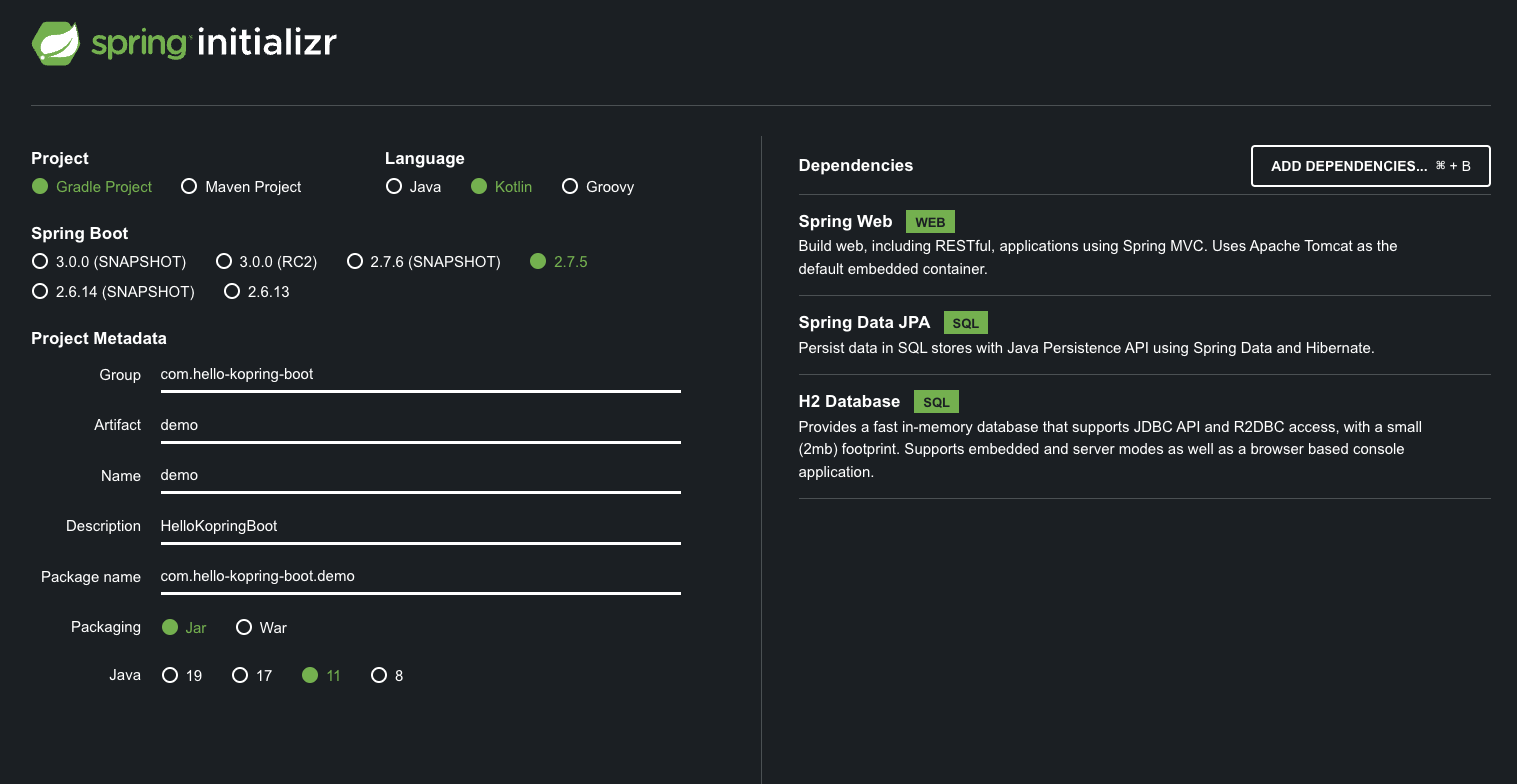 spring initializr
Project
Gradle Project Maven Project
Language
Java Kotlin Groovy
Spring Boot
3.0.0 (SNAPSHOT) 3.0.0 (RC2) 2.7.6 (SNAPSHOT) 2.7.5
2.6.14 (SNAPSHOT) 2.6.13
Project Metadata
Group com.hello-kopring-boot
Artifact demo
Name demo
Description HelloKopringBoot
Package name com.hello-kopring-boot.demo
Packaging Jar War
Java 19 17 11 8
Dependencies
ADD DEPENDENCIES... ⌘ + B
Spring Web WEB
Build web, including RESTful, applications using Spring MVC. Uses Apache Tomcat as the
default embedded container.
Spring Data JPA SQL
Persist data in SQL stores with Java Persistence API using Spring Data and Hibernate.
H2 Database SQL
Provides a fast in-memory database that supports JDBC API and R2DBC access, with a small
(2mb) footprint. Supports embedded and server modes as well as a browser based console
application.